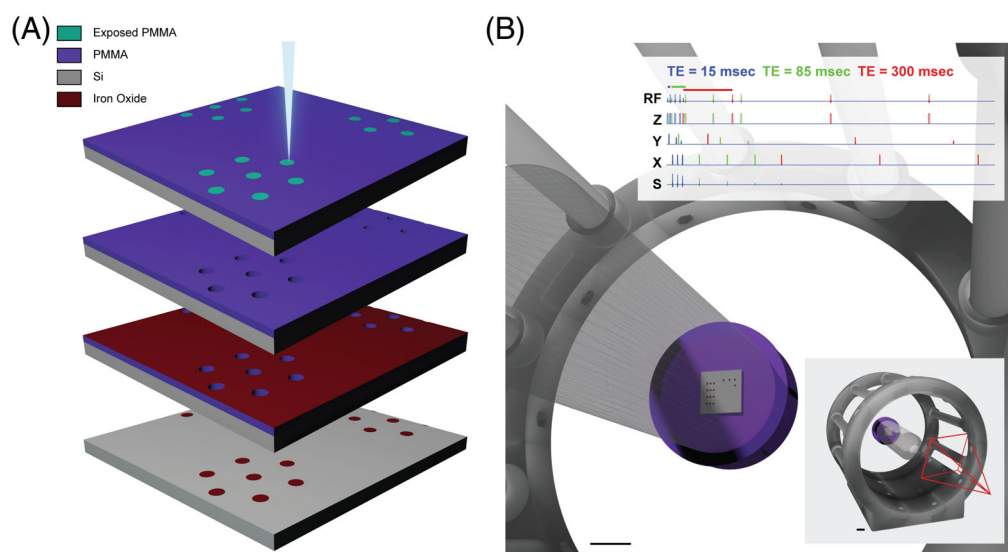 (A)
Exposed PMMA
PMMA
Si
Iron Oxide
(B)
TE = 15 msec TE = 85 msec TE = 300 msec
RF
Z
Y
X
S